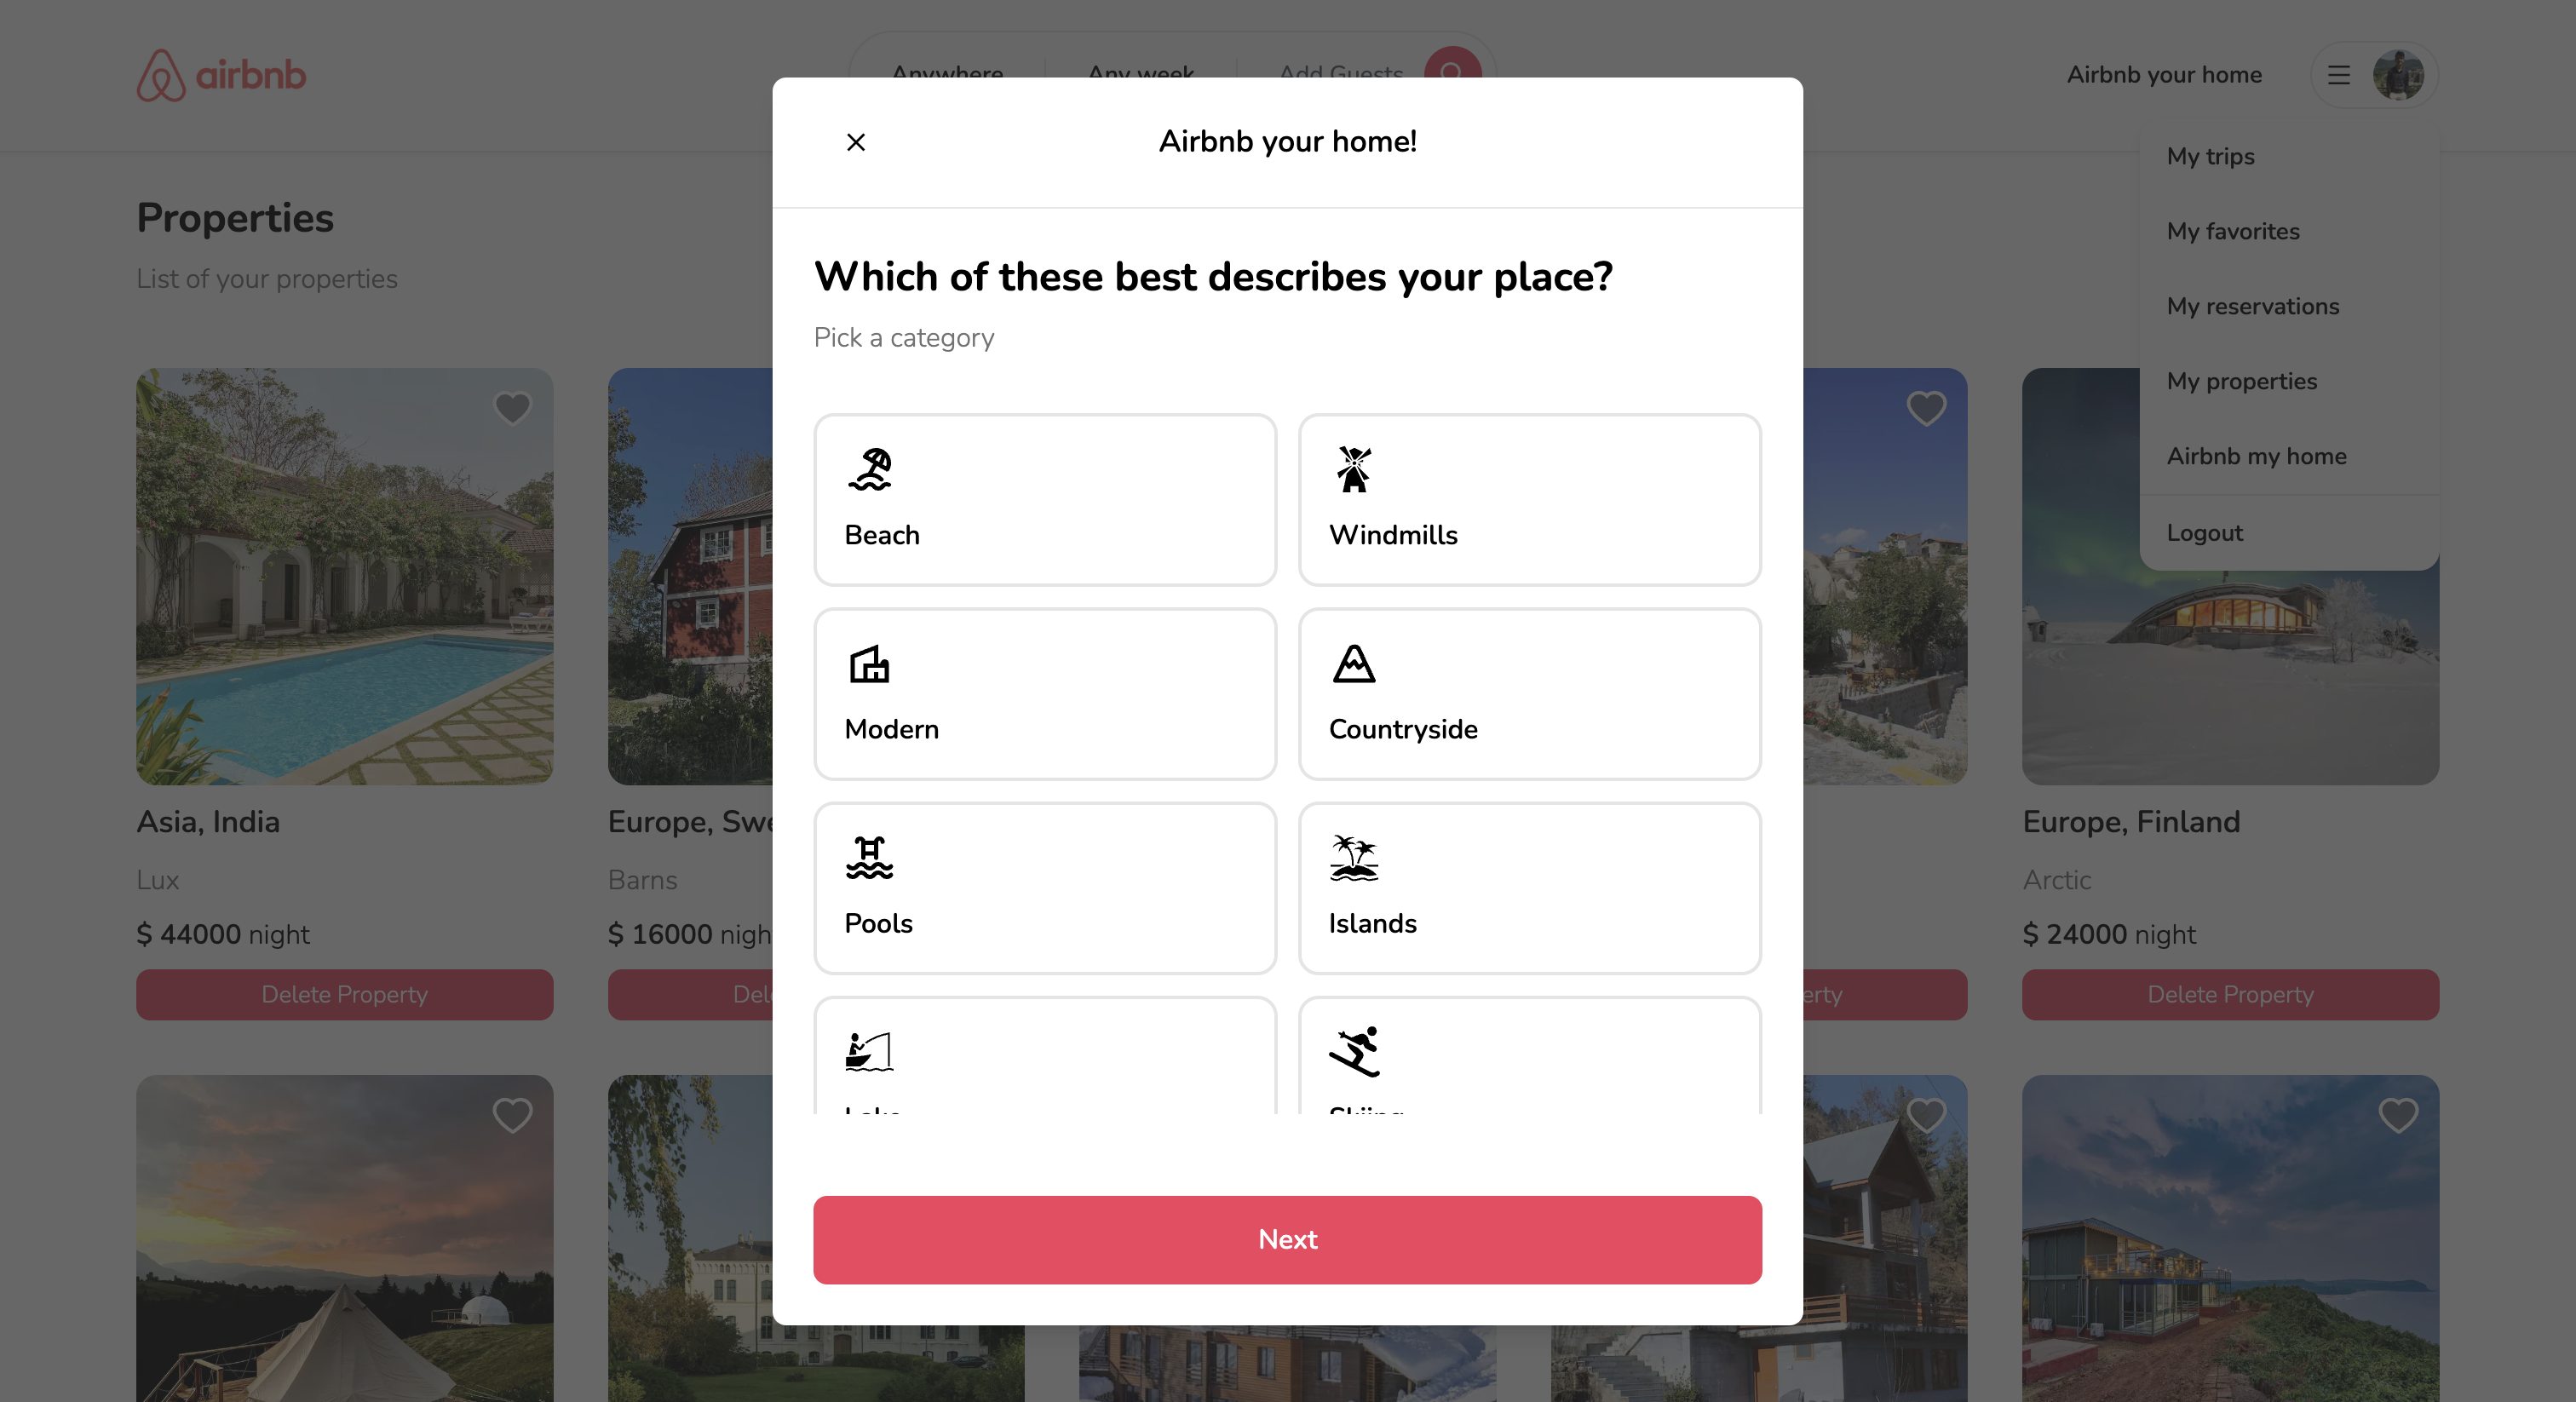 airbnb
Anywhere
Any week
Add Guests
Airbnb your home
Airbnb your home!
My trips
My favorites
My reservations
My properties
Airbnb my home
Logout
Properties
List of your properties
Which of these best describes your place?
Pick a category
Beach
Windmills
Modern
Countryside
Pools
Islands
Lake
Skiing
Next
Asia, India
Lux
$ 44000 night
Delete Property
Europe, Swe
Barns
$ 16000 nigh
Del
erty
Europe, Finland
Arctic
$ 24000 night
Delete Property